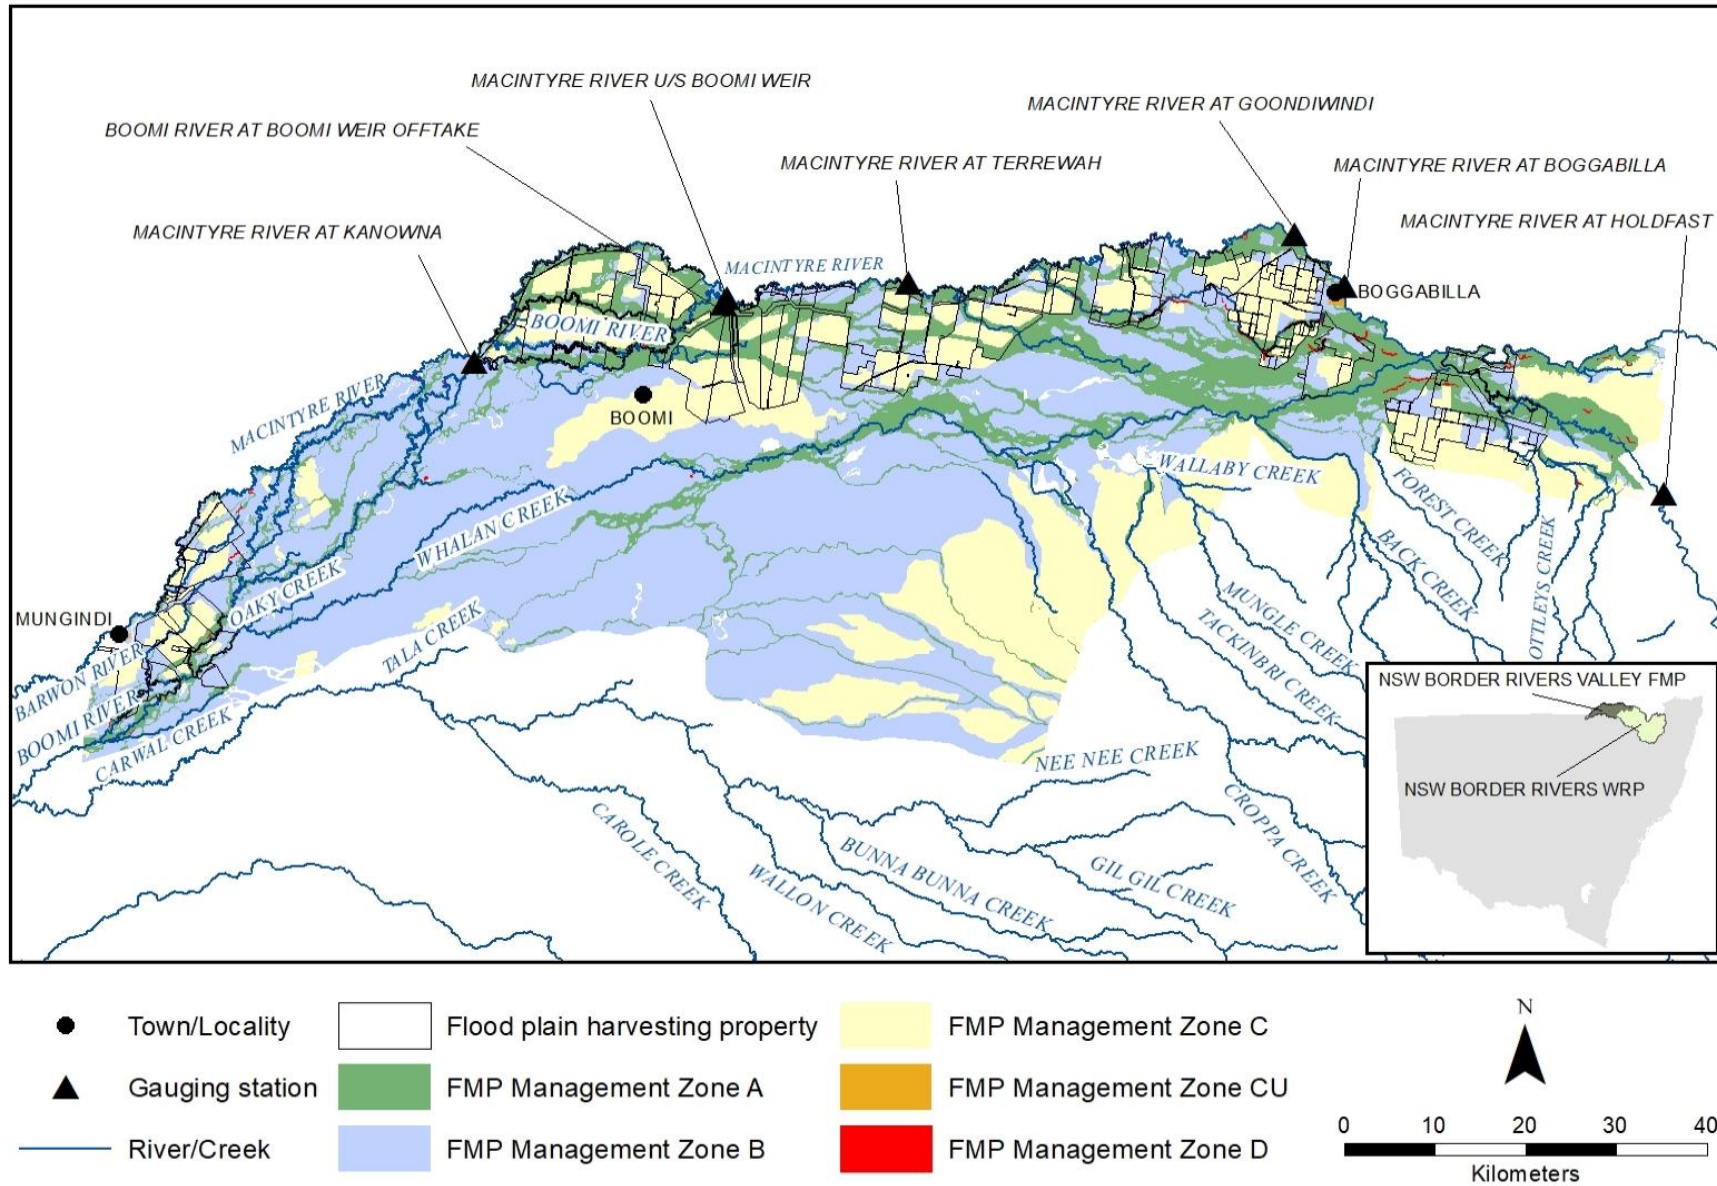 MACINTYRE RIVER U/S BOOMI WEIR
MACINTYRE RIVER AT GOONDIWINDI
BOOMI RIVER AT BOOMI WEIR OFFTAKE
MACINTYRE RIVER AT TERREWAH
MACINTYRE RIVER AT BOGGABILLA
MACINTYRE RIVER AT KANOWNA
MACINTYRE RIVER AT HOLDFAST
MACINTYRE RIVER
BOGGABILLA
BOOMI RIVER
MACINTYRE RIVER
BOOMI
WALLABY CREEK
FOREST CREEK
WHALAN CREEK
BACK CREEK
OTTLEYS CREEK
OAKY CREEK
MUNGINDI
TALA CREEK
MUNGLE CREEK
TACKINBRI CREEK
BARWON RIVER
BOOMI RIVER
CARWAL CREEK
NEE NEE CREEK
CROPPA CREEK
CAROLE CREEK
WALLON CREEK
BUNNA BUNNA CREEK
GIL GIL CREEK
NSW BORDER RIVERS VALLEY FMP
NSW BORDER RIVERS WRP
Town/Locality
Flood plain harvesting property
FMP Management Zone C
Gauging station
FMP Management Zone A
FMP Management Zone CU
River/Creek
FMP Management Zone B
FMP Management Zone D
N
0 10 20 30 40
Kilometers